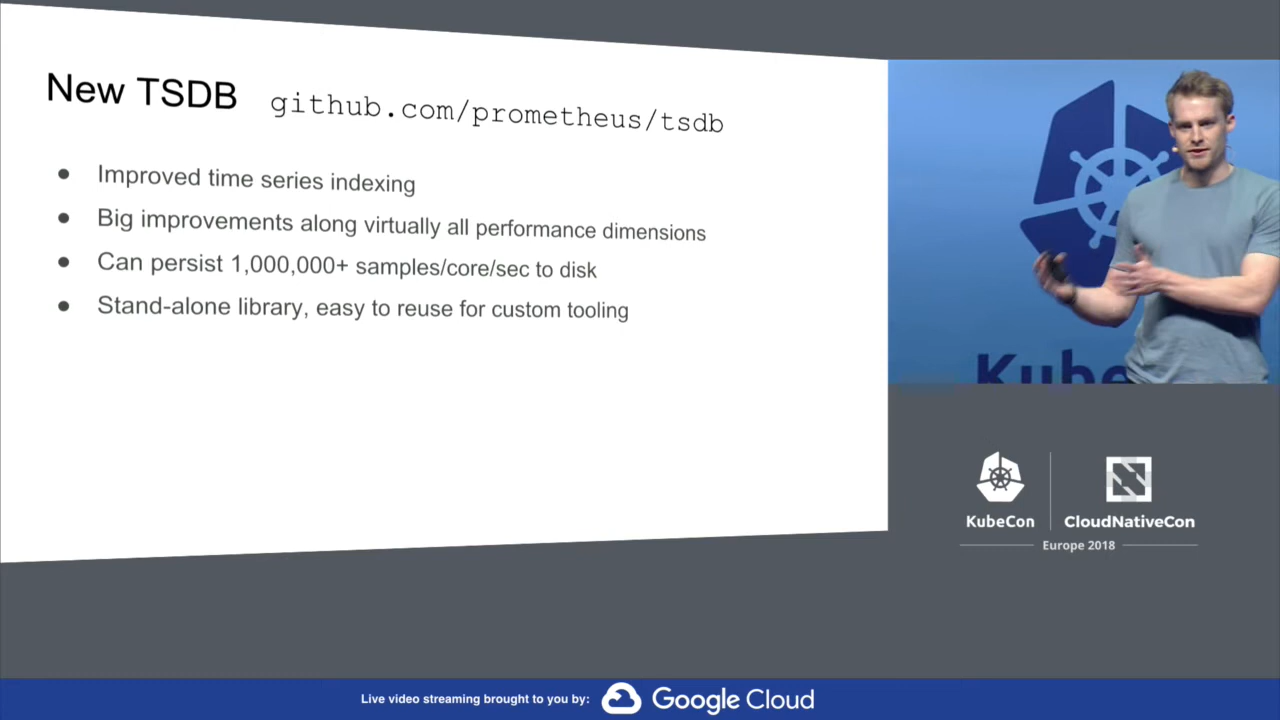 New TSDB github.com/prometheus/tsdb
● Improved time series indexing
● Big improvements along virtually all performance dimensions
● Can persist 1,000,000+ samples/core/sec to disk
● Stand-alone library, easy to reuse for custom tooling
Kube
KubeCon CloudNativeCon
Europe 2018
Live video streaming brought to you by: Google Cloud